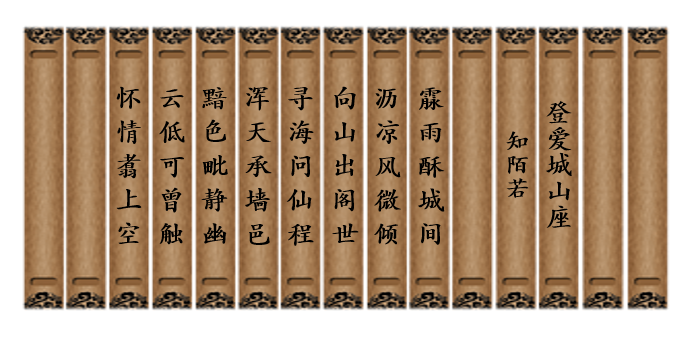 登爱城山座
知陌若
霢雨酥城间
沥凉风微倾
向山出阁世
寻海问仙程
浑天承墙邑
黯色毗静幽
云低可曾触
怀情翥上空